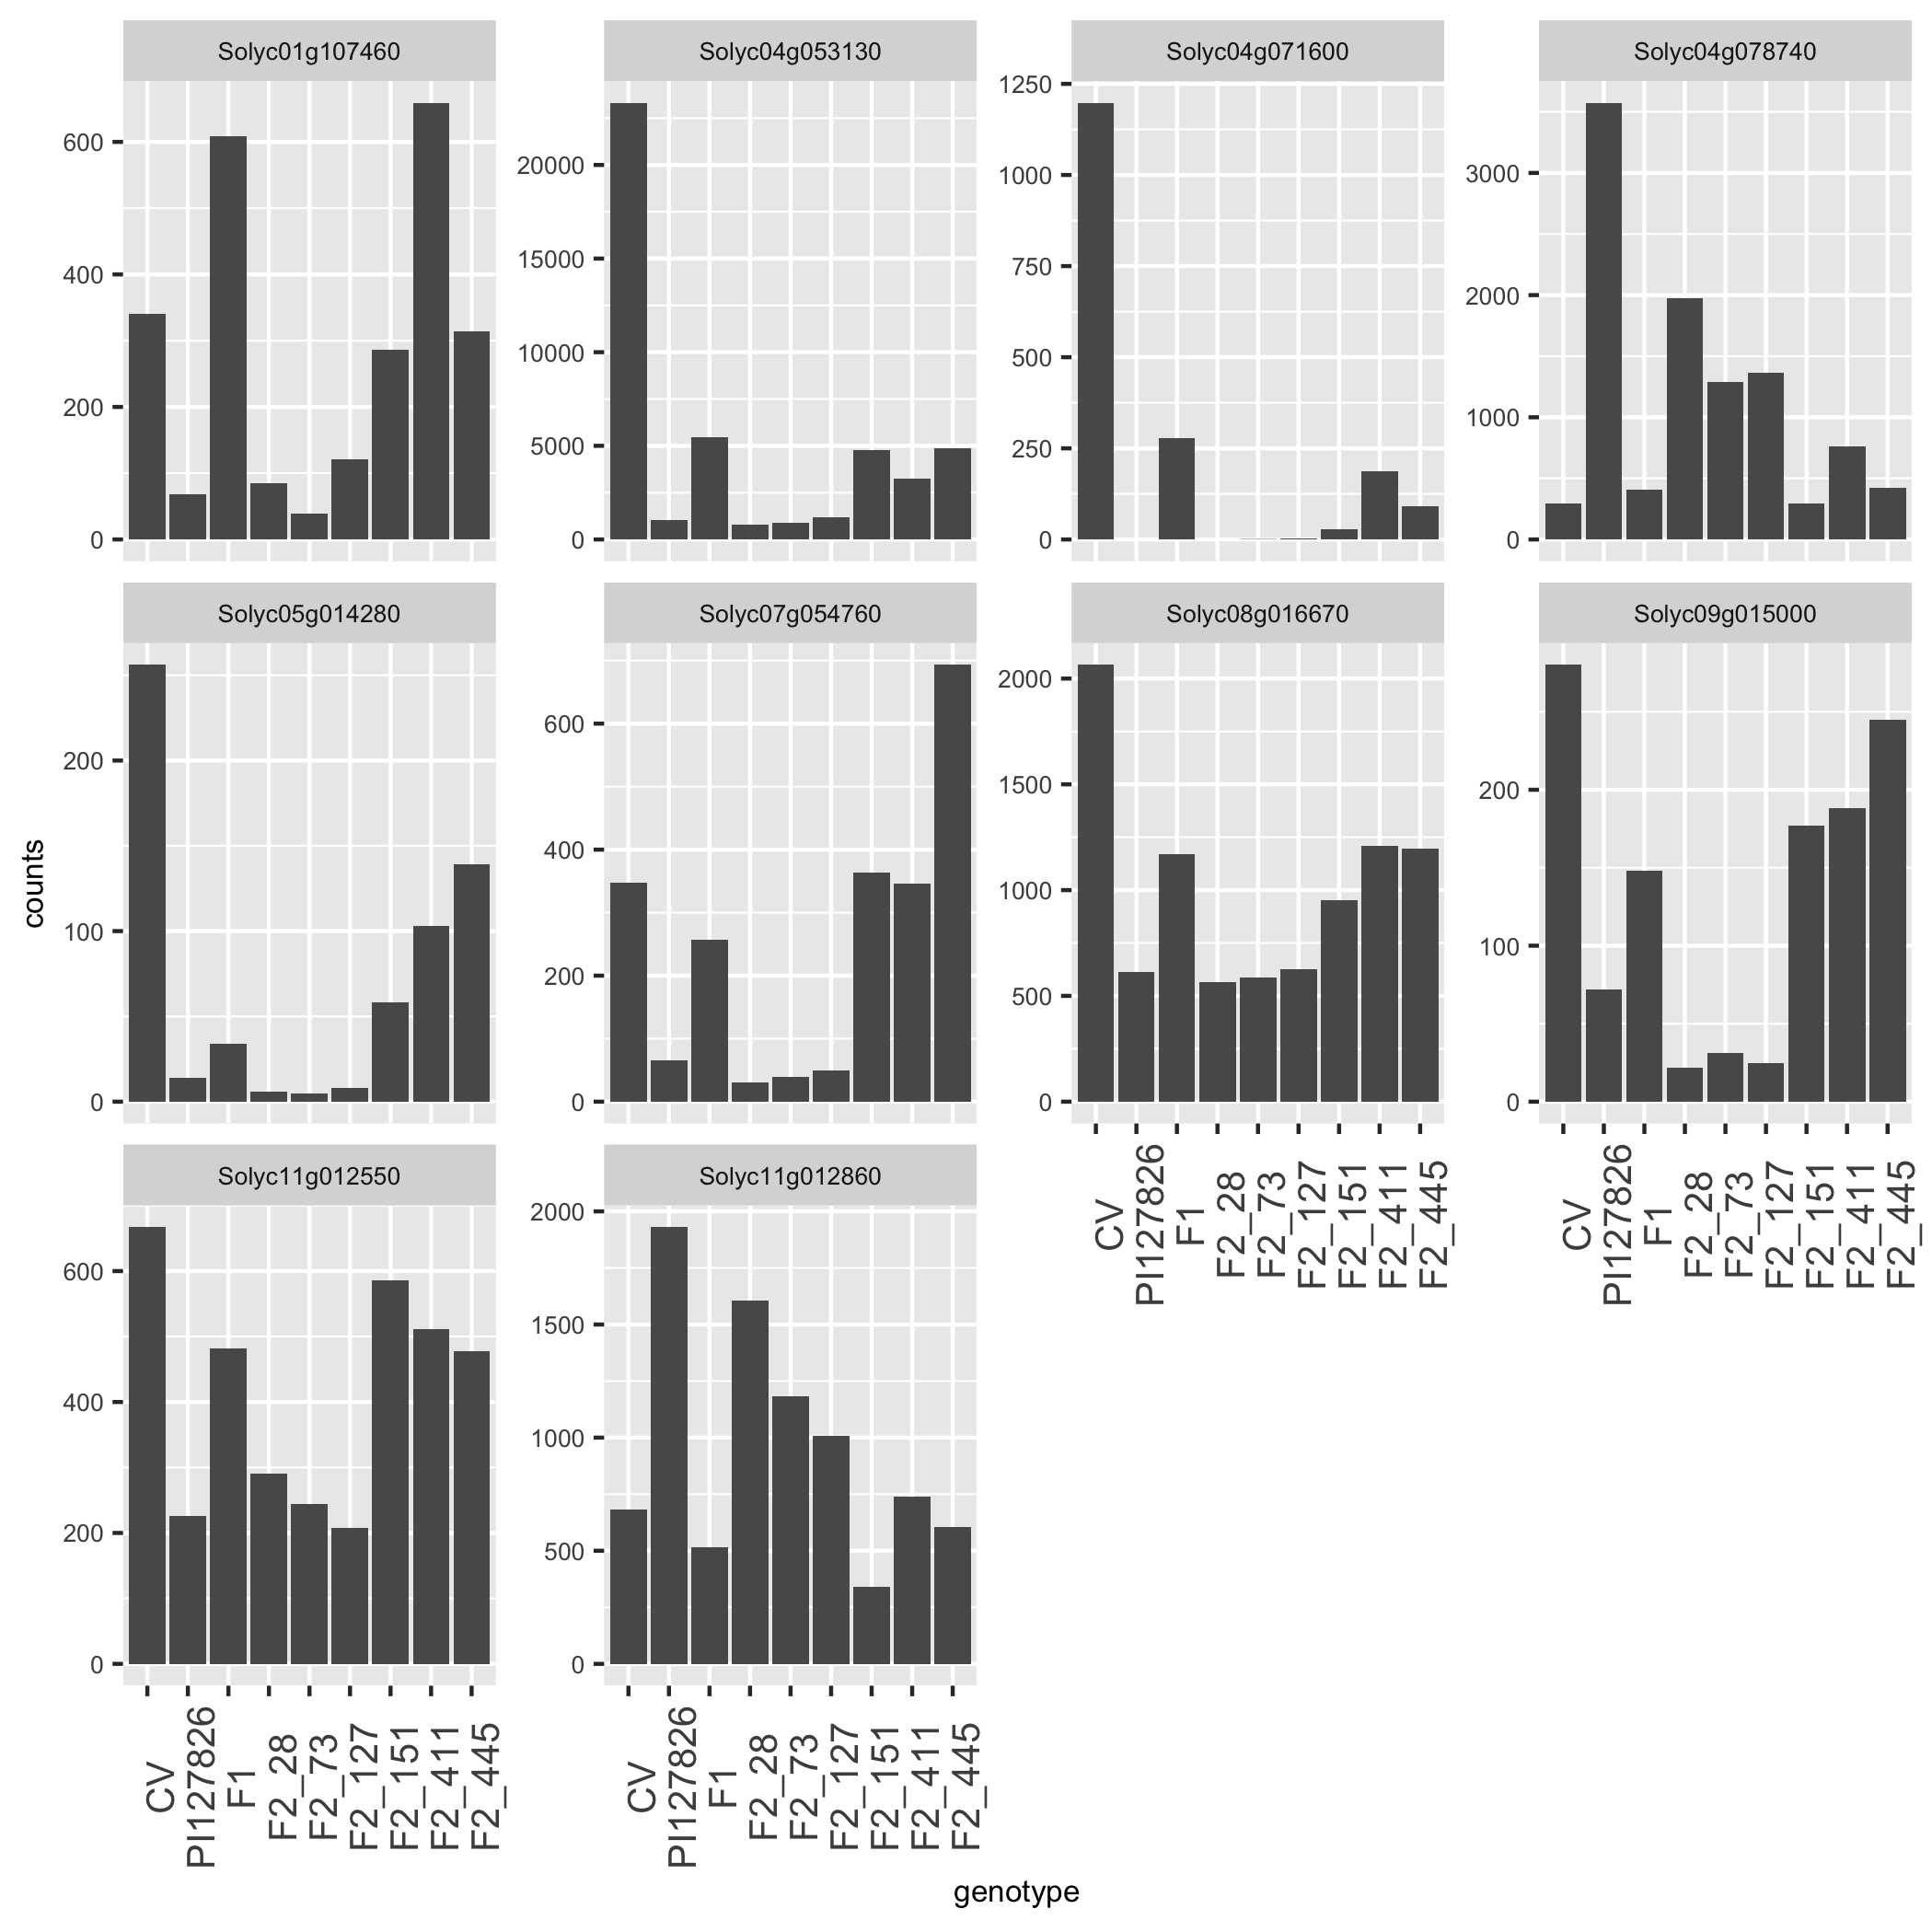 Solyc01g107460
Solyc04g053130
Solyc04g071600
Solyc04g078740
600
400
200
0
20000
15000
10000
5000
0
1250
1000
750
500
250
0
3000
2000
1000
0
Solyc05g014280
Solyc07g054760
Solyc08g016670
Solyc09g015000
200
100
0
600
400
200
0
2000
1500
1000
500
0
200
100
0
CV
PI127826
F1
F2_28
F2_73
F2_127
F2_151
F2_411
F2_445
CV
PI127826
F1
F2_28
F2_73
F2_127
F2_151
F2_411
F2_445
Solyc11g012550
Solyc11g012860
600
400
200
0
2000
1500
1000
500
0
CV
PI127826
F1
F2_28
F2_73
F2_127
F2_151
F2_411
F2_445
CV
PI127826
F1
F2_28
F2_73
F2_127
F2_151
F2_411
F2_445
counts
genotype